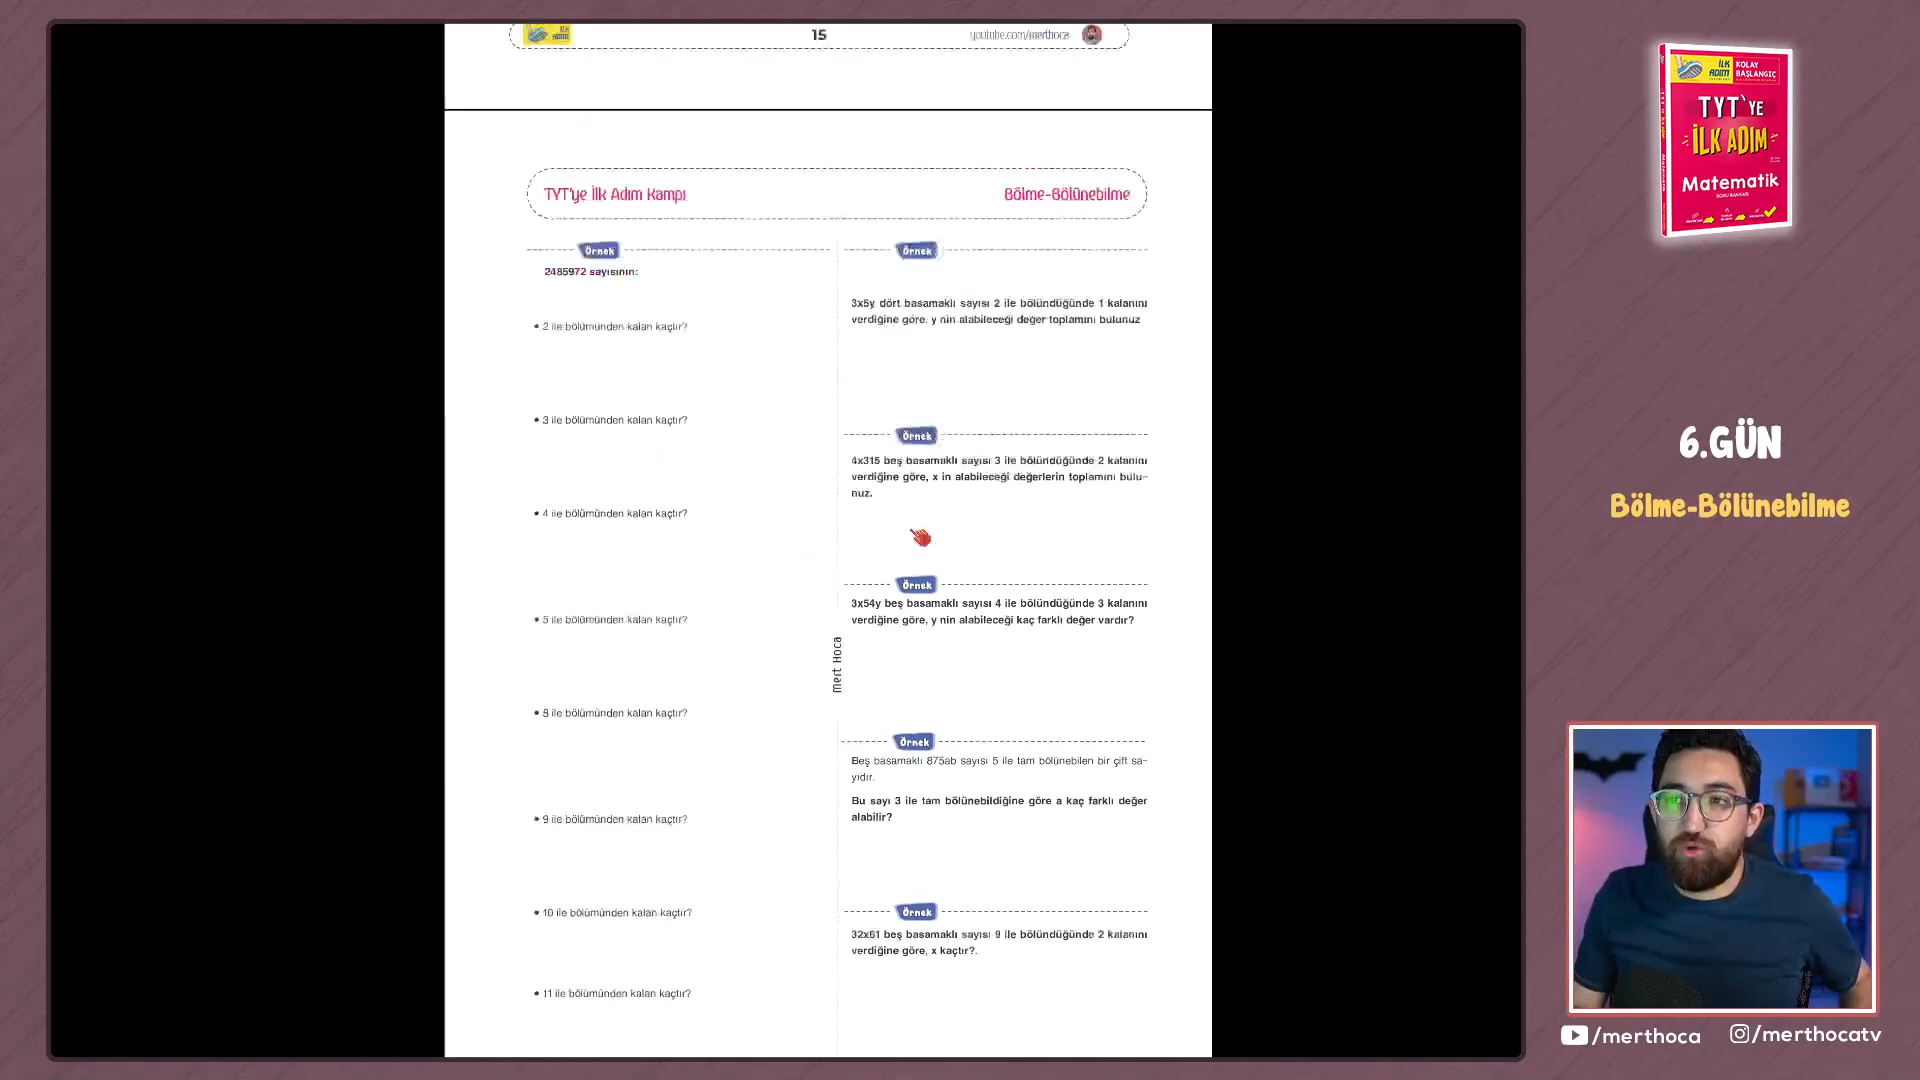 15
youtube.com/merthoca
TYT'ye İlk Adım Kampı
Bölme-Bölünebilme
Örnek
2485972 sayısının:
• 2 ile bölümünden kalan kaçtır?
• 3 ile bölümünden kalan kaçtır?
• 4 ile bölümünden kalan kaçtır?
• 5 ile bölümünden kalan kaçtır?
• 8 ile bölümünden kalan kaçtır?
• 9 ile bölümünden kalan kaçtır?
• 10 ile bölümünden kalan kaçtır?
• 11 ile bölümünden kalan kaçtır?
Mert Hoca
Örnek
3x5y dört basamaklı sayısı 2 ile bölündüğünde 1 kalanını
verdiğine göre, y nin alabileceği değer toplamını bulunuz
Örnek
4x315 beş basamaklı sayısı 3 ile bölündüğünde 2 kalanını
verdiğine göre, x in alabileceği değerlerin toplamını bulu-
nuz.
Örnek
3x54y beş basamaklı sayısı 4 ile bölündüğünde 3 kalanını
verdiğine göre, y nin alabileceği kaç farklı değer vardır?
Örnek
Beş basamaklı 875ab sayısı 5 ile tam bölünebilen bir çift sa-
yıdır.
Bu sayı 3 ile tam bölünebildiğine göre a kaç farklı değer
alabilir?
Örnek
32x61 beş basamaklı sayısı 9 ile bölündüğünde 2 kalanını
verdiğine göre, x kaçtır?.
İLK
ADIM
KOLAY
BAŞLANGIÇ
TYT'YE
İLK ADIM
Matematik
SORU BANKASI
6.GÜN
Bölme-Bölünebilme
/merthoca
/merthocatv